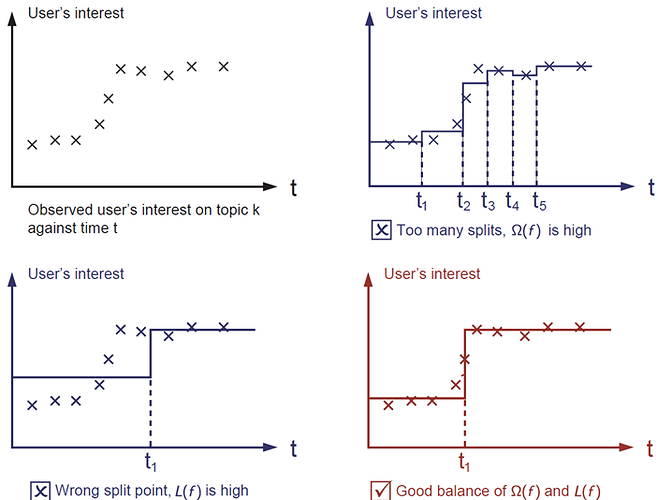 User's interest
t
Observed user's interest on topic k
against time t
User's interest
t
t1 t2 t3 t4 t5
Too many splits, Ω(f) is high
User's interest
t
t1
Wrong split point, L(f) is high
User's interest
t
t1
Good balance of Ω(f) and L(f)